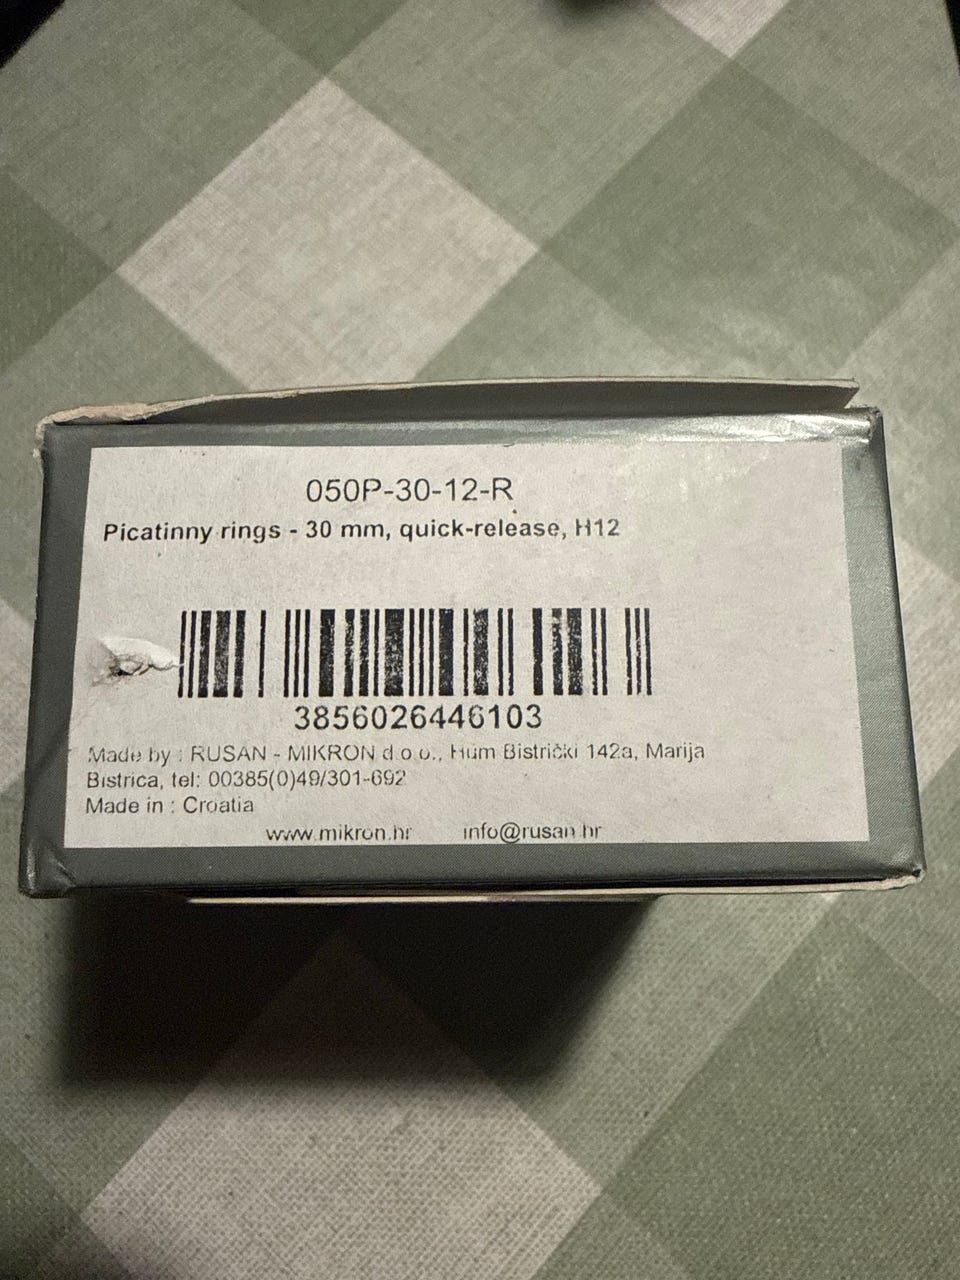 050P-30-12-R
Picatinny rings - 30 mm, quick-release, H12
3856026446103
Made by : RUSAN - MIKRON d.o.o., Hum Bistrički 142a, Marija
Bistrica, tel: 00385(0)49/301-692
Made in : Croatia
www.mikron.hr info@rusan.hr